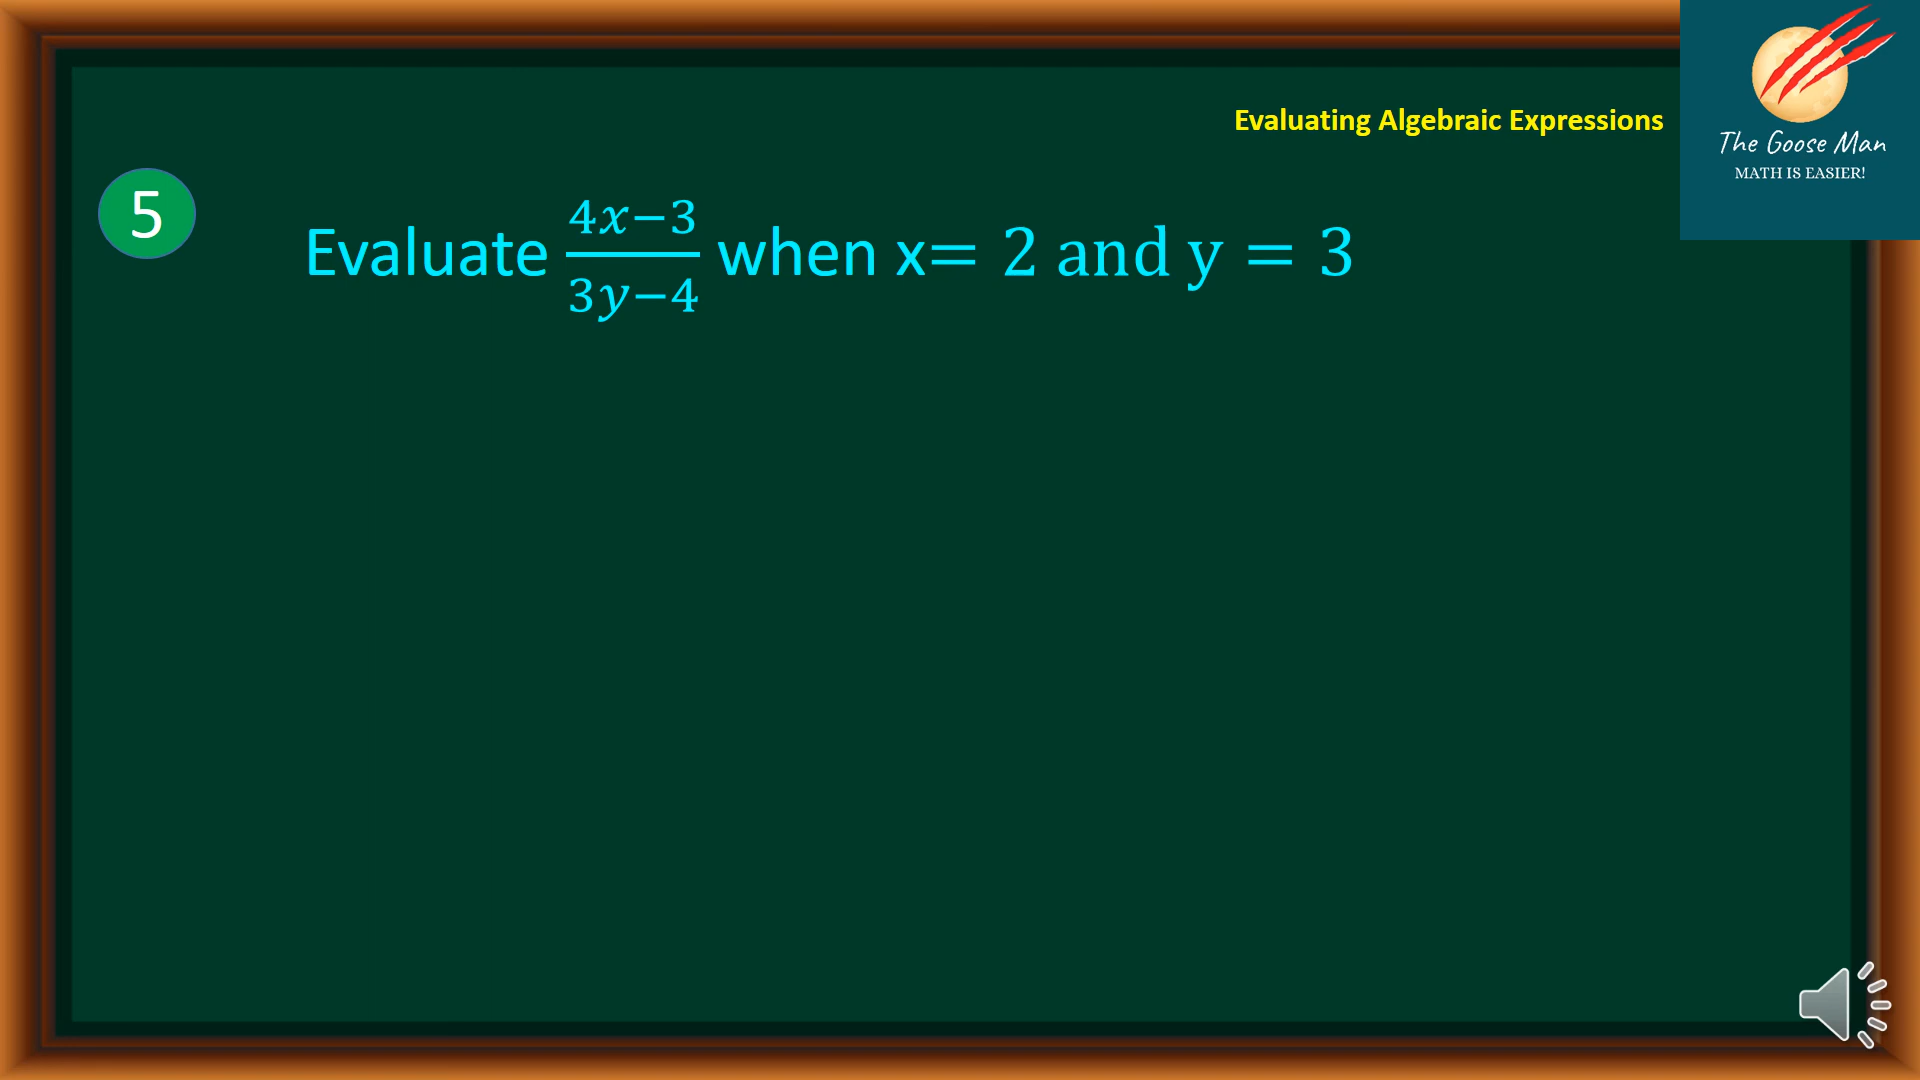 Evaluating Algebraic Expressions
The Goose Man
MATH IS EASIER!
5
Evaluate \frac{4x-3}{3y-4} when x= 2 and y = 3